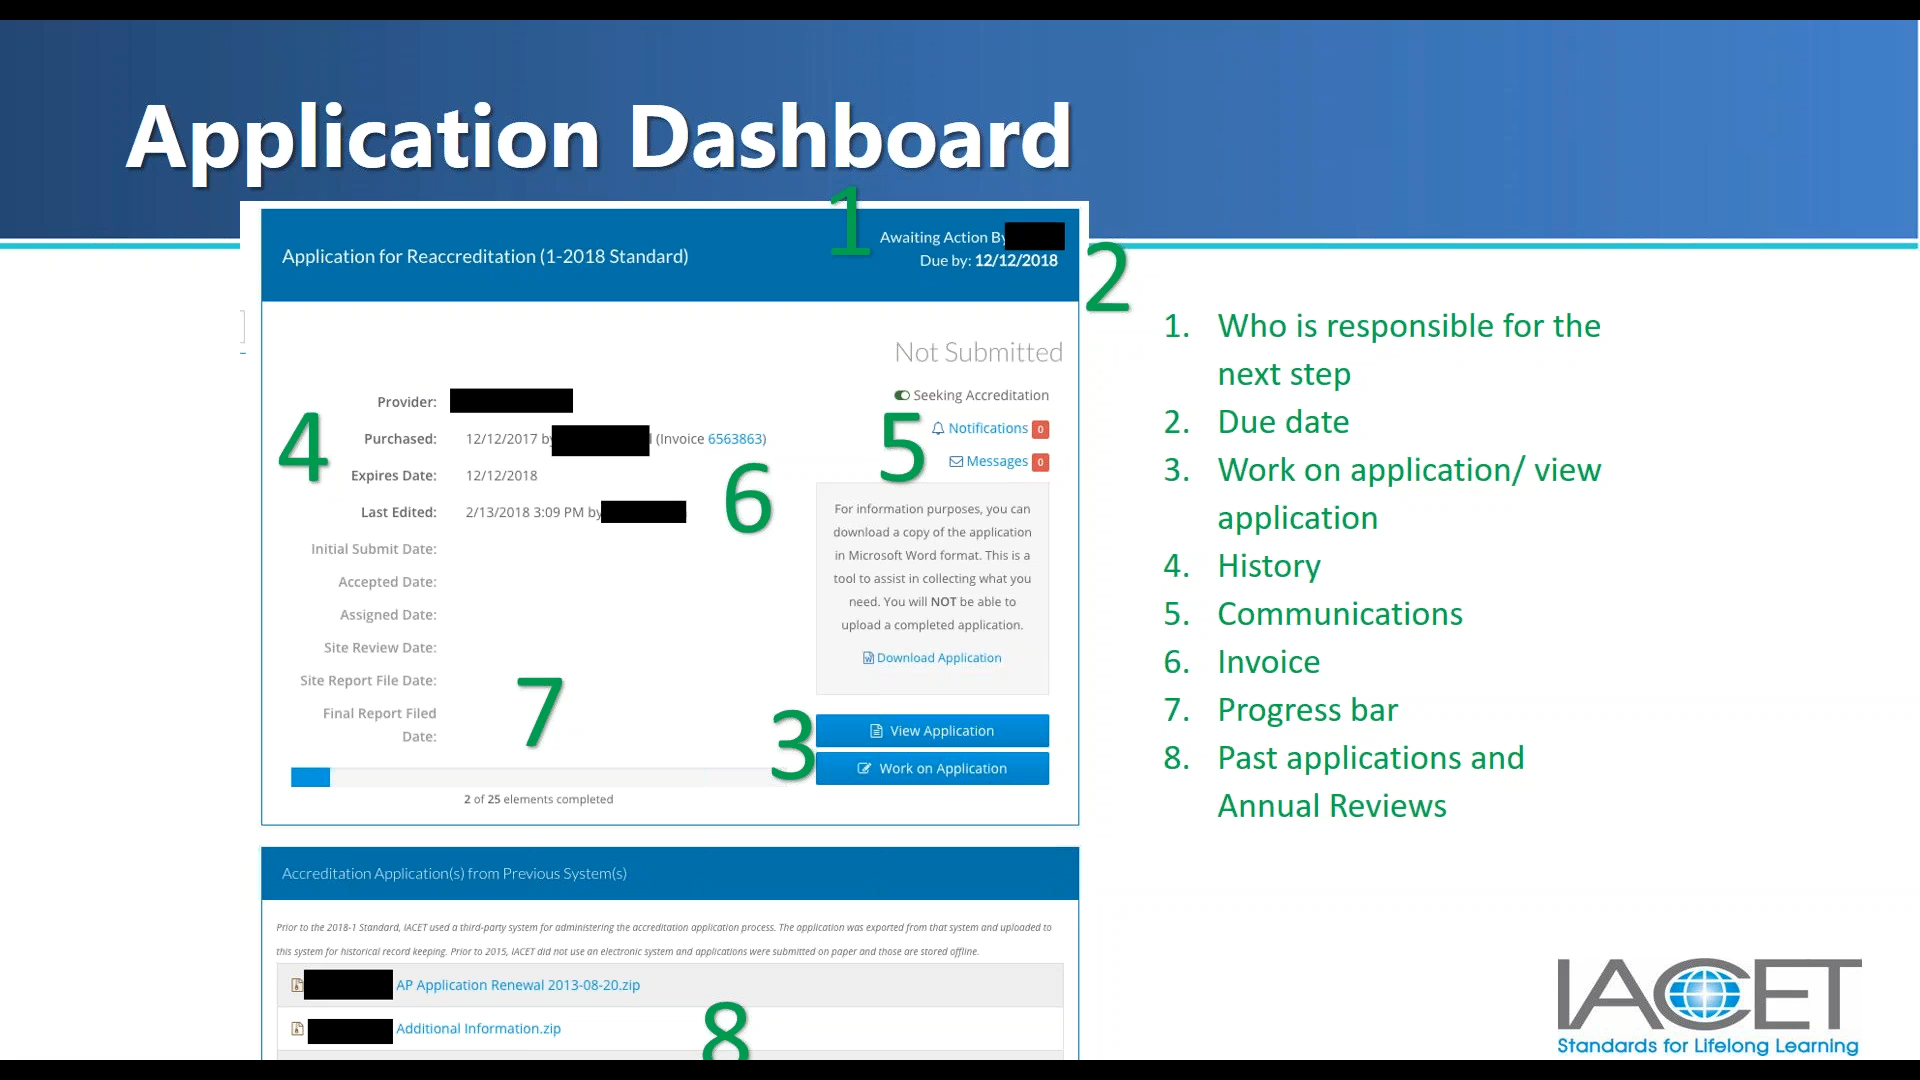 Application Dashboard
1
Awaiting Action By
Application for Reaccreditation (1-2018 Standard)
Due by: 12/12/2018
2
Not Submitted
Seeking Accreditation
Provider:
4
Purchased: 12/12/2017 by (Invoice 6563863)
5
Notifications 0
Messages 0
Expires Date: 12/12/2018
6
Last Edited: 2/13/2018 3:09 PM by
Initial Submit Date:
Accepted Date:
Assigned Date:
Site Review Date:
Site Report File Date:
Final Report Filed
Date:
7
For information purposes, you can
download a copy of the application
in Microsoft Word format. This is a
tool to assist in collecting what you
need. You will NOT be able to
upload a completed application.
Download Application
3
View Application
Work on Application
2 of 25 elements completed
Accreditation Application(s) from Previous System(s)
Prior to the 2018-1 Standard, IACET used a third-party system for administering the accreditation application process. The application was exported from that system and uploaded to
this system for historical record keeping. Prior to 2015, IACET did not use an electronic system and applications were submitted on paper and those are stored offline.
AP Application Renewal 2013-08-20.zip
Additional Information.zip
8
1. Who is responsible for the
next step
2. Due date
3. Work on application/ view
application
4. History
5. Communications
6. Invoice
7. Progress bar
8. Past applications and
Annual Reviews
IACET
Standards for Lifelong Learning